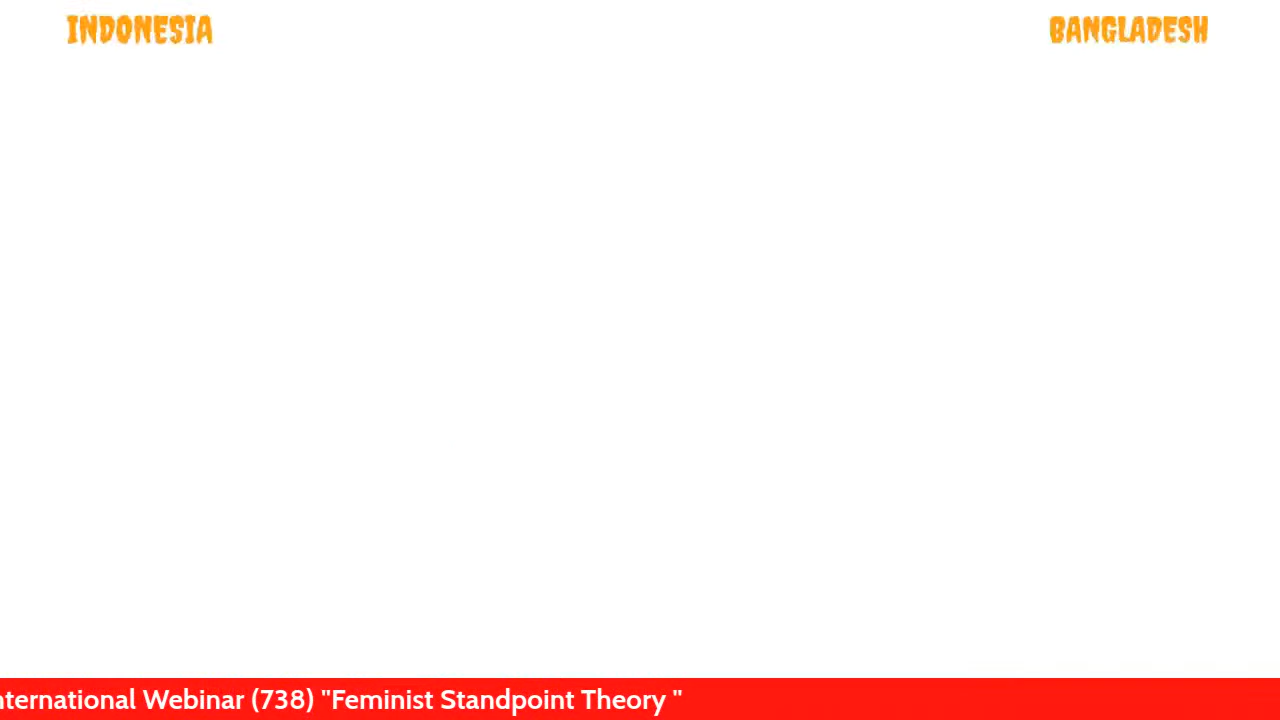 INDONESIA
BANGLADESH
nternational Webinar (738) "Feminist Standpoint Theory "